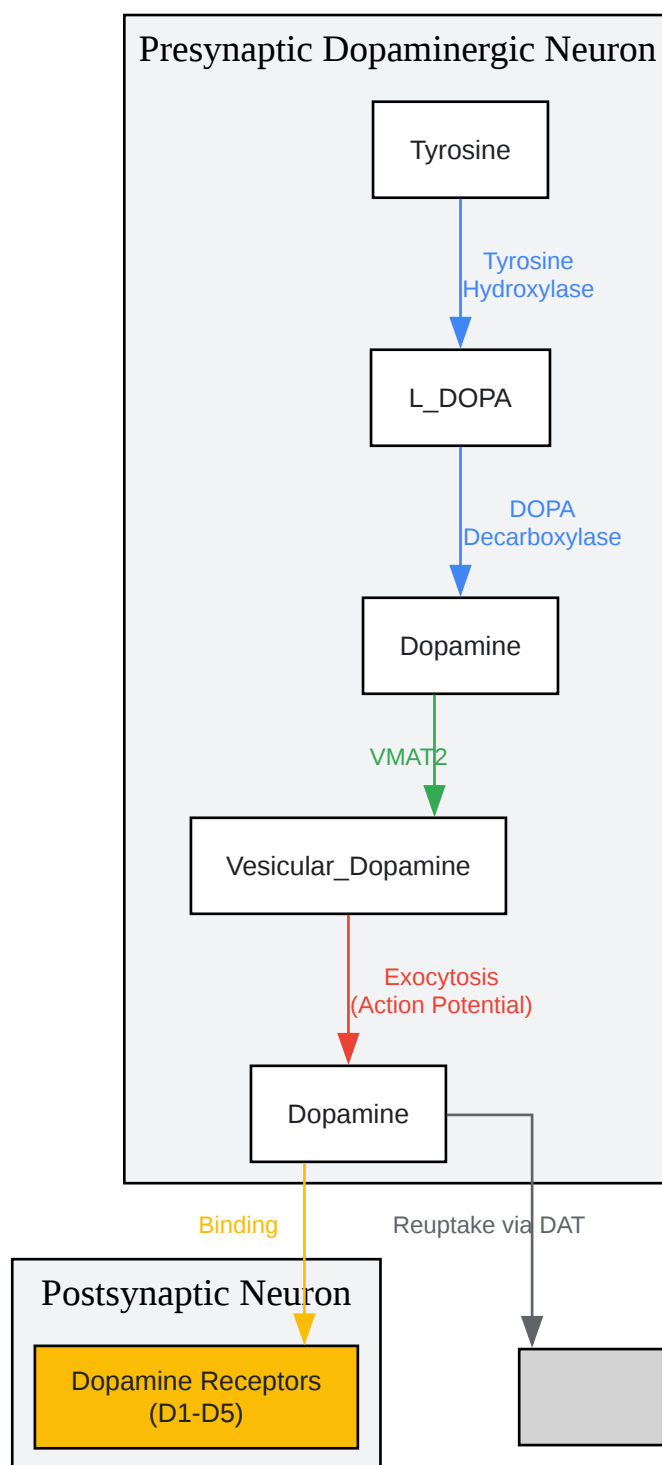 Presynaptic Dopaminergic Neuron
Tyrosine
Tyrosine
Hydroxylase
L_DOPA
DOPA
Decarboxylase
Dopamine
VMAT2
Vesicular_Dopamine
Exocytosis
(Action Potential)
Dopamine
Binding
Reuptake via DAT
Postsynaptic Neuron
Dopamine Receptors
(D1-D5)